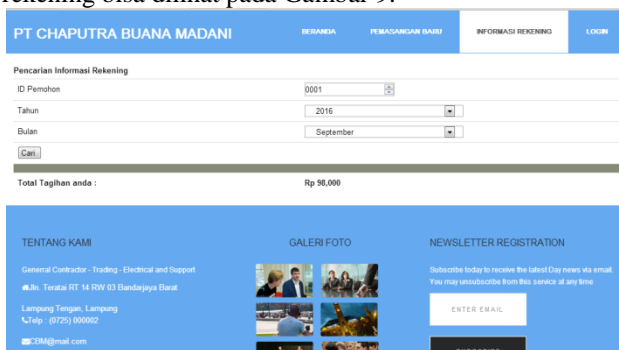 rekening bisa dilihat pada Gambar 9.
PT CHAPUTRA BUANA MADANI
BERANDA PEMASANGAN BARU INFORMASI REKENING LOGIN
Pencarian Informasi Rekening
ID Pemohon 0001
Tahun 2016
Bulan September
Cari
Total Tagihan anda : Rp 98,000
TENTANG KAMI GALERI FOTO NEWSLETTER REGISTRATION
Generral Contractor - Trading - Electrical and Support
Jln. Teratai RT 14 RW 03 Bandarjaya Barat
Lampung Tengan, Lampung
Telp : (0725) 000002
CBM@mail.com
Subscribe today to receive the latest Day news via email.
You may unsubscribe from this service at any time
ENTER EMAIL
SUBSCRIBE